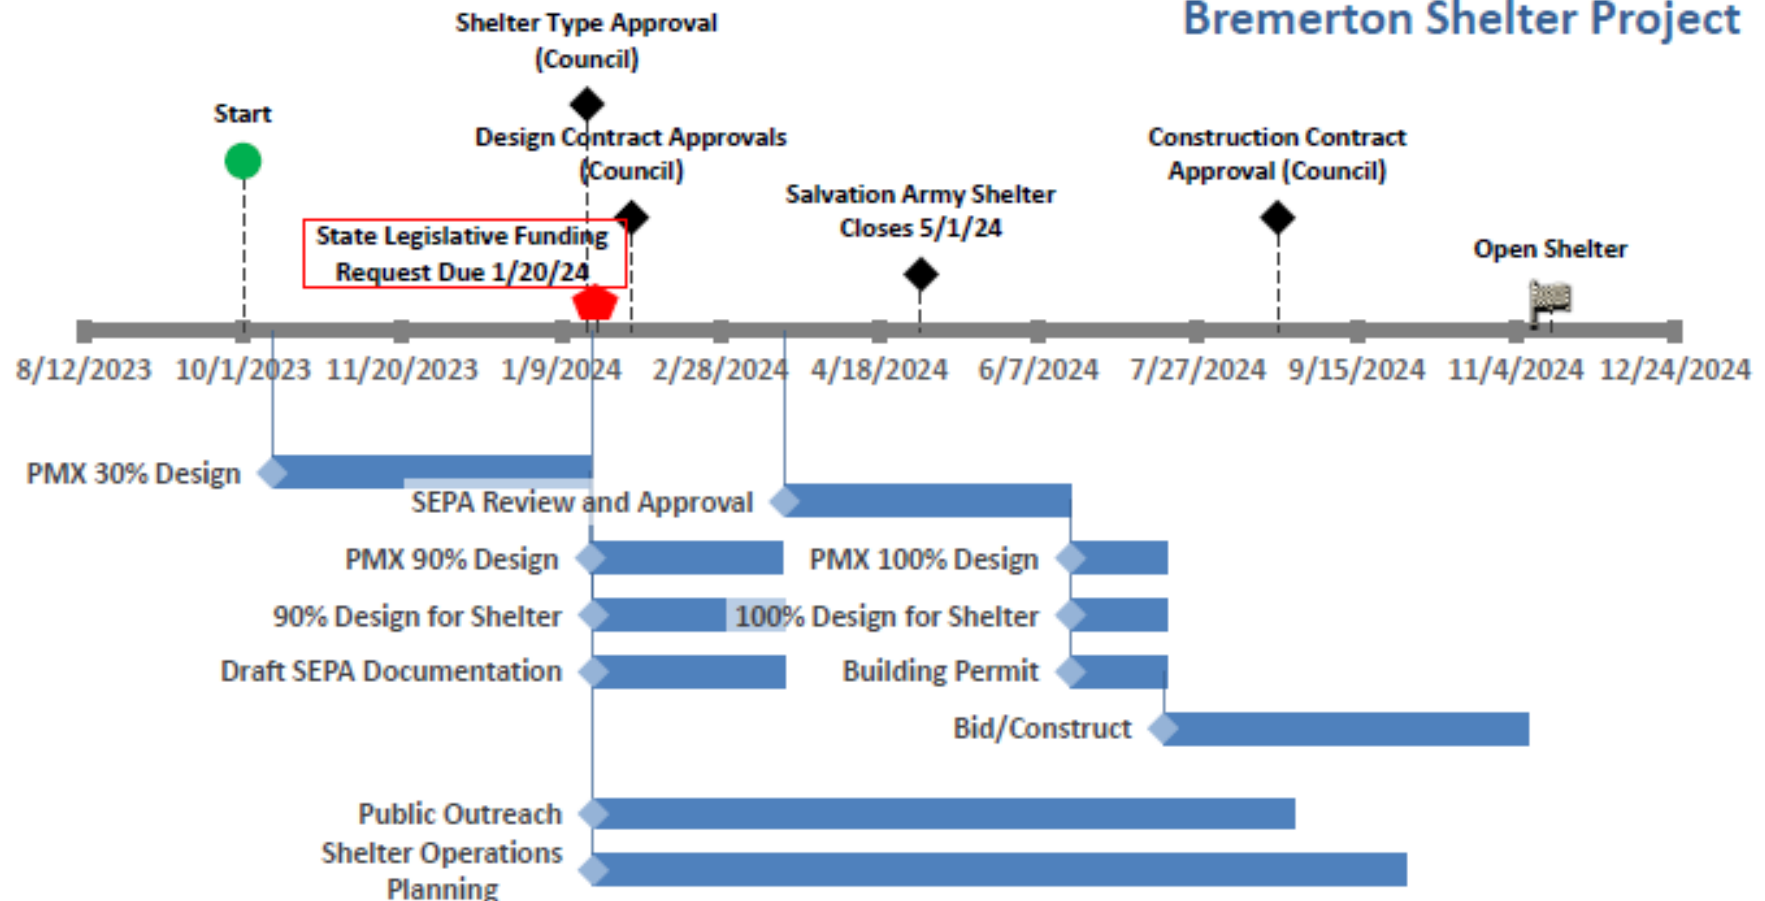 Bremerton Shelter Project
Shelter Type Approval
(Council)
Start
Design Contract Approvals
(Council)
Construction Contract
Approval (Council)
Salvation Army Shelter
Closes 5/1/24
State Legislative Funding
Request Due 1/20/24
Open Shelter
8/12/2023 10/1/2023 11/20/2023 1/9/2024 2/28/2024 4/18/2024 6/7/2024 7/27/2024 9/15/2024 11/4/2024 12/24/2024
PMX 30% Design
SEPA Review and Approval
PMX 90% Design
PMX 100% Design
90% Design for Shelter
100% Design for Shelter
Draft SEPA Documentation
Building Permit
Bid/Construct
Public Outreach
Shelter Operations
Planning